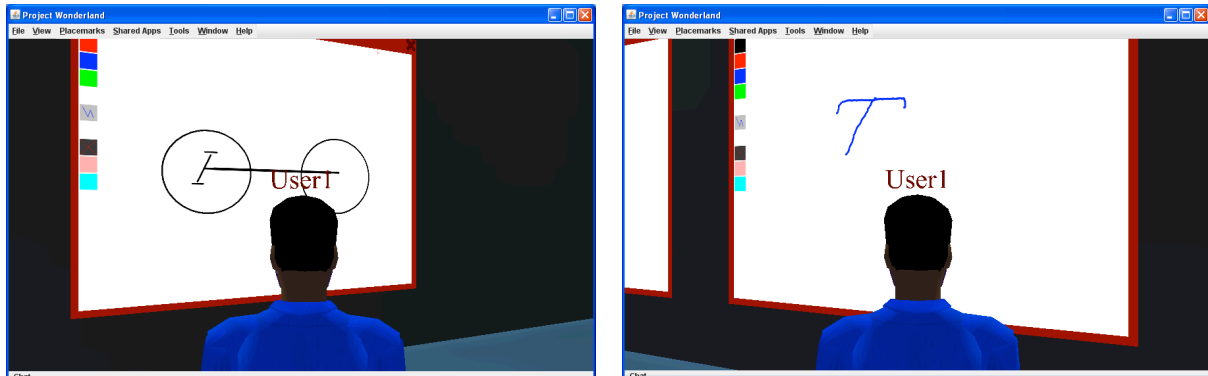 Project Wonderland
File View Placemarks Shared Apps Tools Window Help
I
User1
Project Wonderland
File View Placemarks Shared Apps Tools Window Help
T
User1